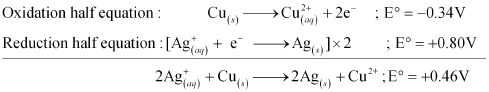 Oxidation half equation : Cu(s) ⟶ Cu²⁺(aq) + 2e⁻ ; E° = −0.34V
Reduction half equation : [Ag⁺(aq) + e⁻ ⟶ Ag(s)] × 2 ; E° = +0.80V
2Ag⁺(aq) + Cu(s) ⟶ 2Ag(s) + Cu²⁺ ; E° = +0.46V